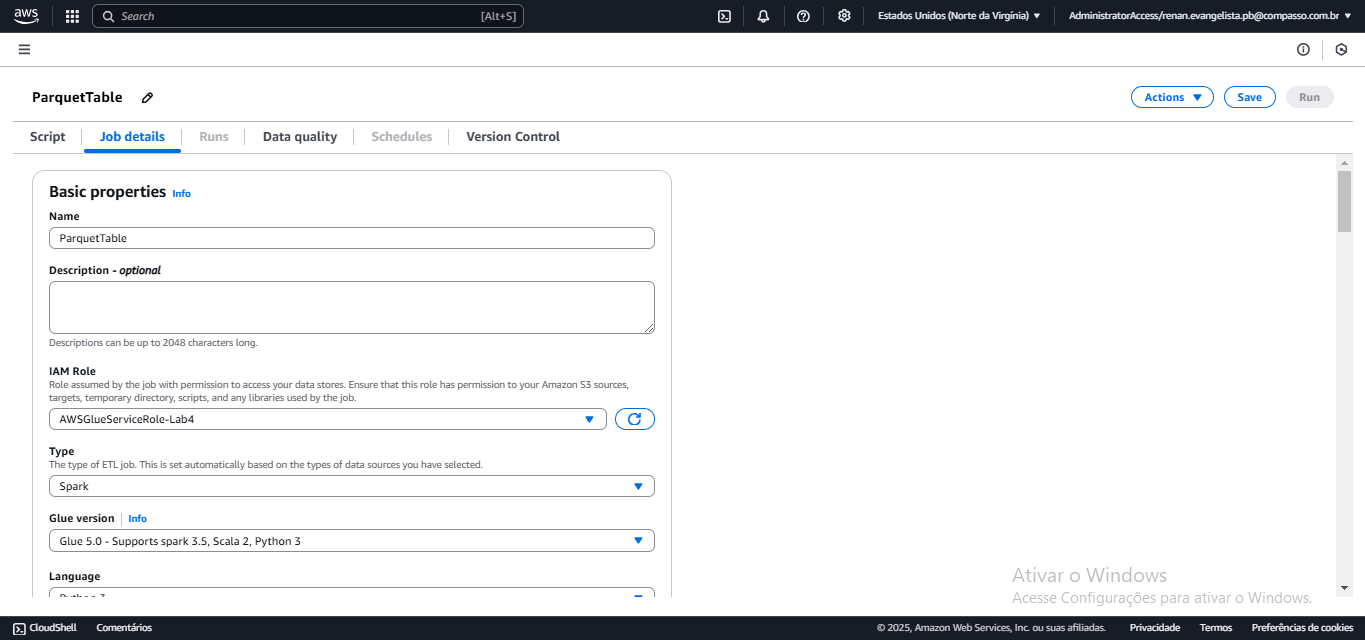 aws
Search [Alt+S]
Estados Unidos (Norte da Virgínia) ▼
AdministratorAccess/renan.evangelista.pb@compasso.com.br ▼
ParquetTable
Actions ▼
Save
Run
Script
Job details
Runs
Data quality
Schedules
Version Control
Basic properties Info
Name
ParquetTable
Description - optional
Descriptions can be up to 2048 characters long.
IAM Role
Role assumed by the job with permission to access your data stores. Ensure that this role has permission to your Amazon S3 sources,
targets, temporary directory, scripts, and any libraries used by the job.
AWSGlueServiceRole-Lab4
Type
The type of ETL job. This is set automatically based on the types of data sources you have selected.
Spark
Glue version | Info
Glue 5.0 - Supports spark 3.5, Scala 2, Python 3
Language
Python 3
Ativar o Windows
Acesse Configurações para ativar o Windows.
CloudShell
Comentários
© 2025, Amazon Web Services, Inc. ou suas afiliadas.
Privacidade
Termos
Preferências de cookies